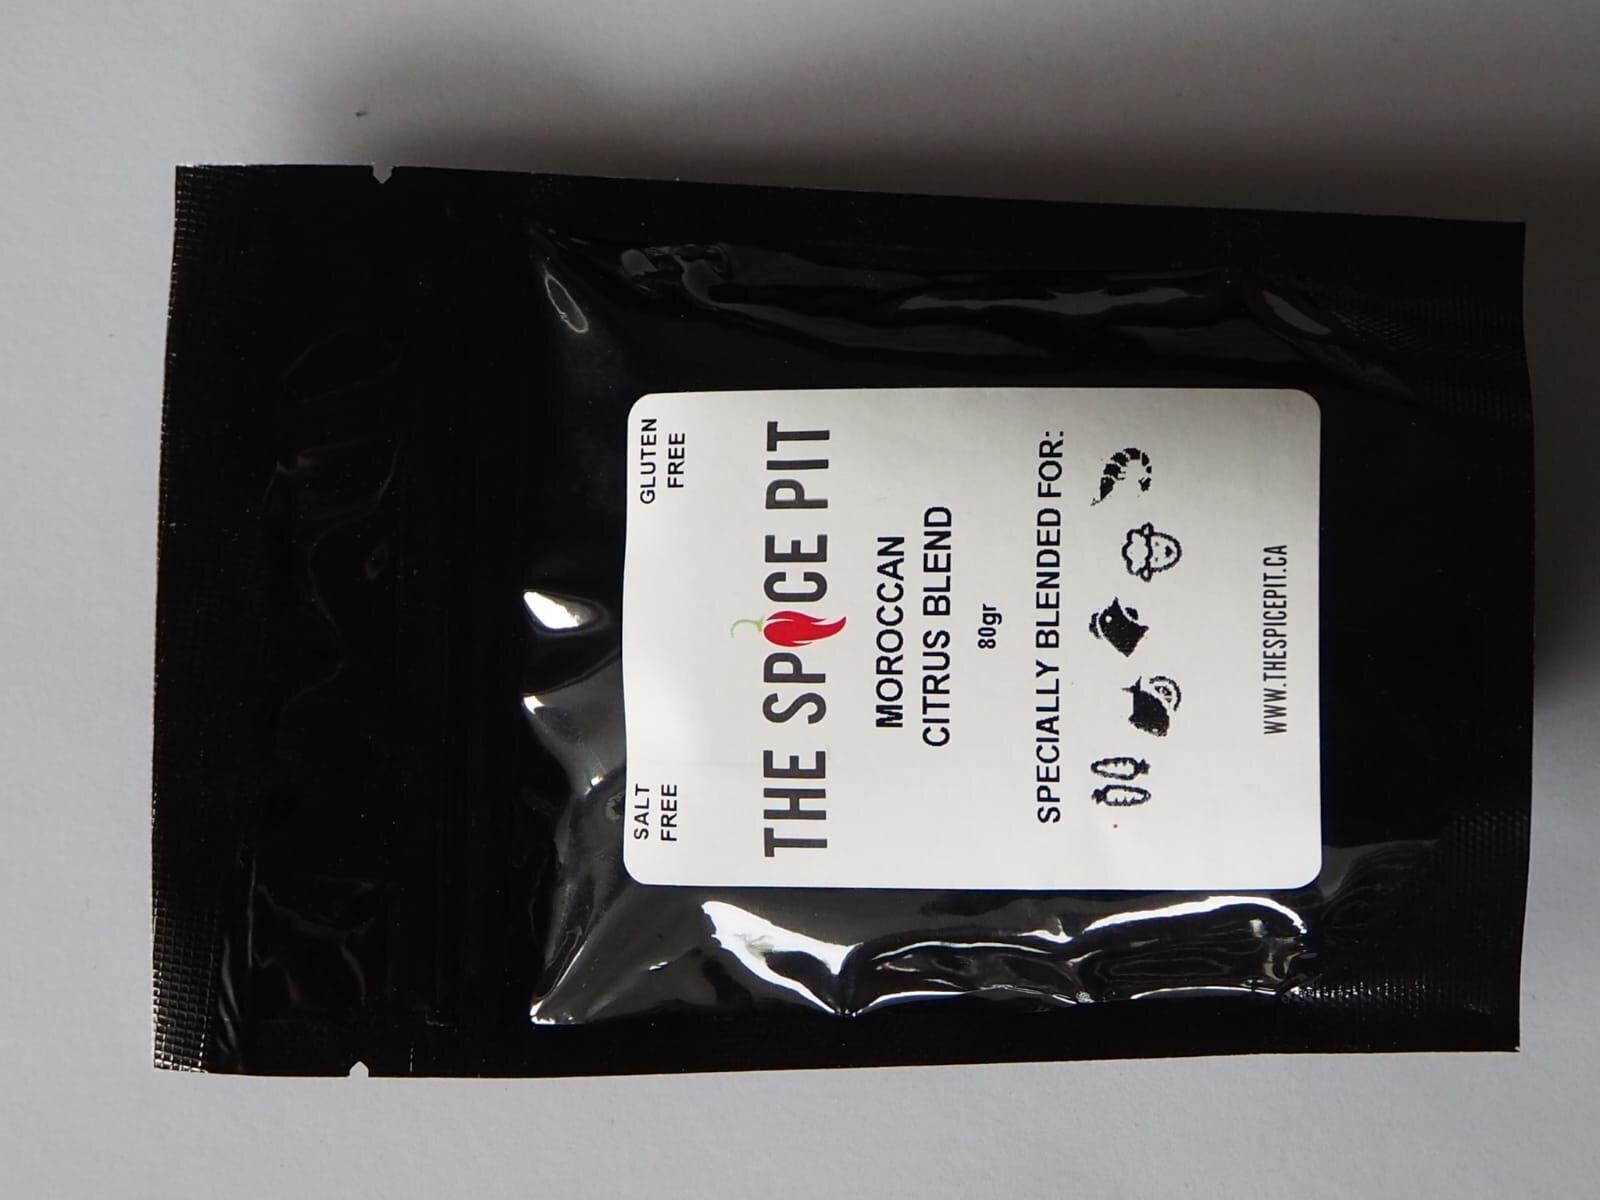 SALT
FREE
GLUTEN
FREE
THE SPICE PIT
MOROCCAN
CITRUS BLEND
80gr
SPECIALLY BLENDED FOR:
WWW.THESPICEPIT.CA